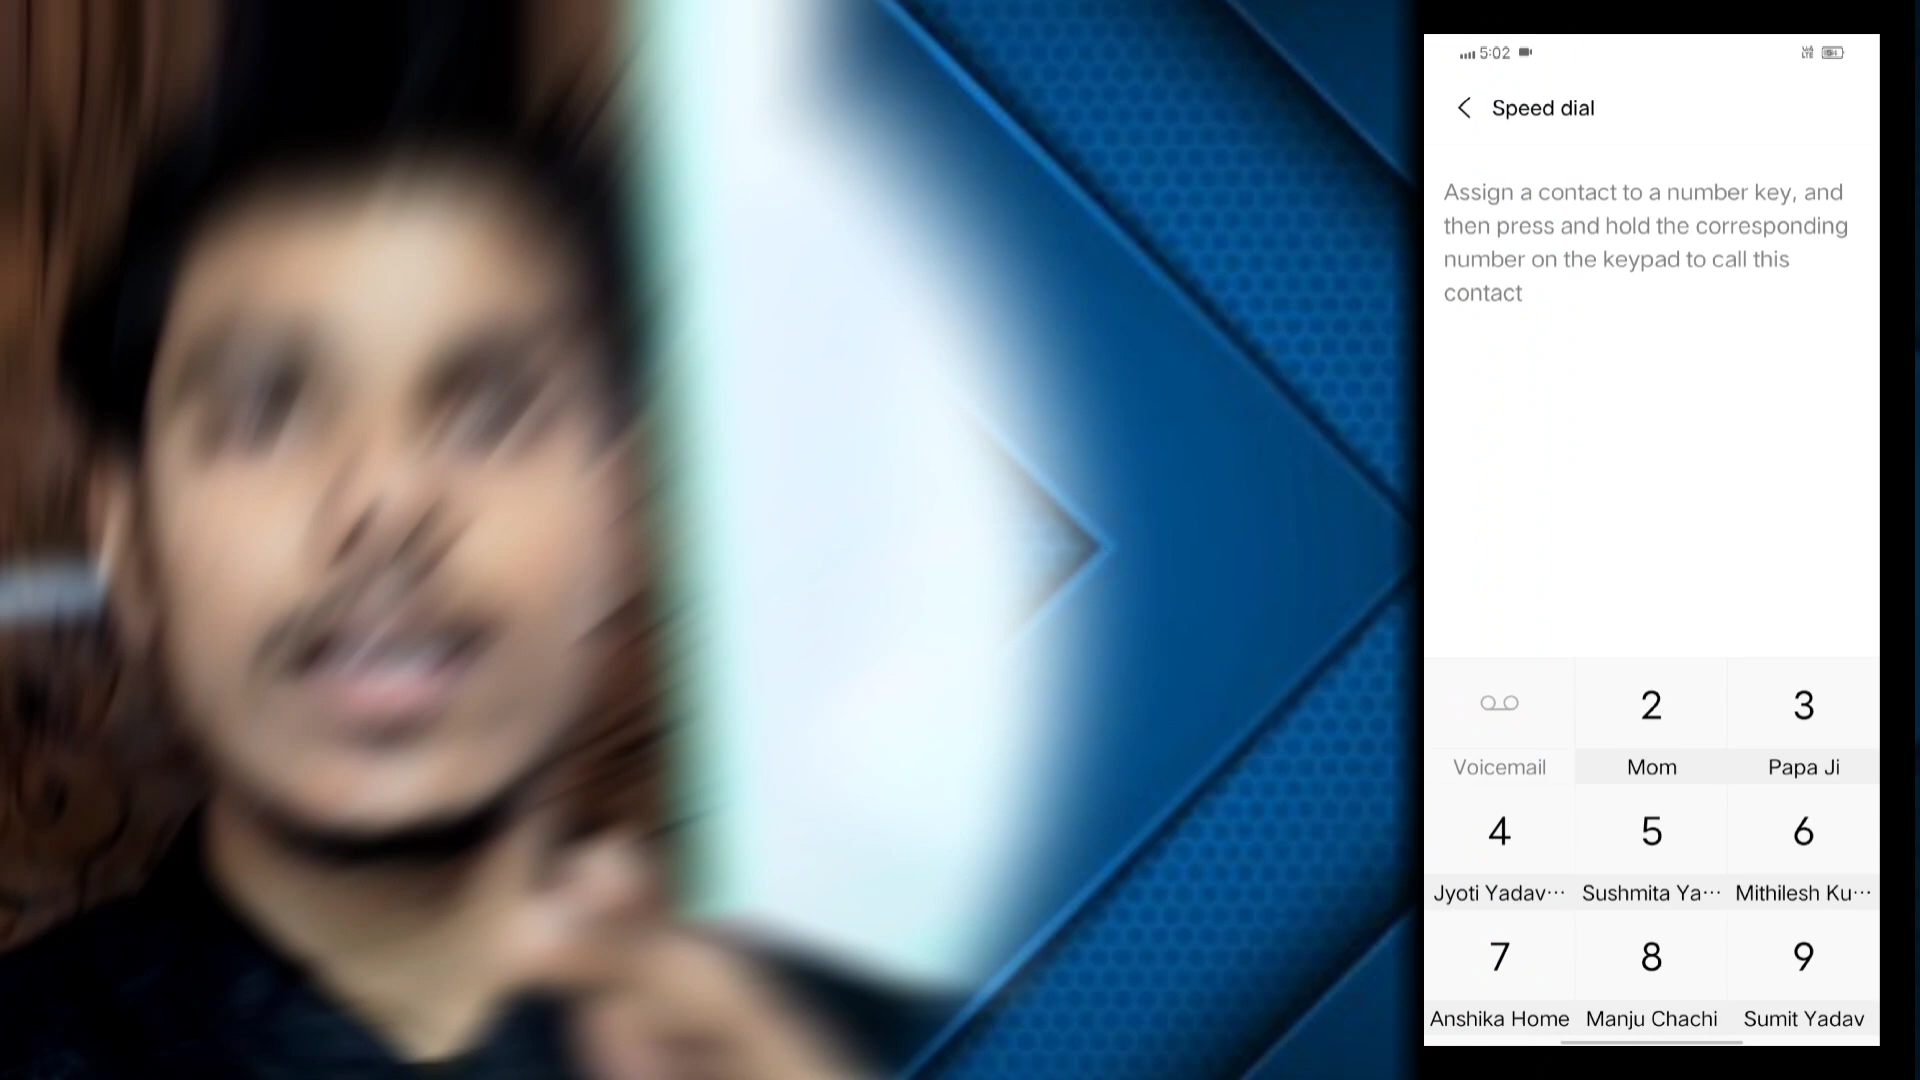 5:02
Speed dial
Assign a contact to a number key, and
then press and hold the corresponding
number on the keypad to call this
contact
2 3
Voicemail Mom Papa Ji
4 5 6
Jyoti Yadav··· Sushmita Ya··· Mithilesh Ku···
7 8 9
Anshika Home Manju Chachi Sumit Yadav